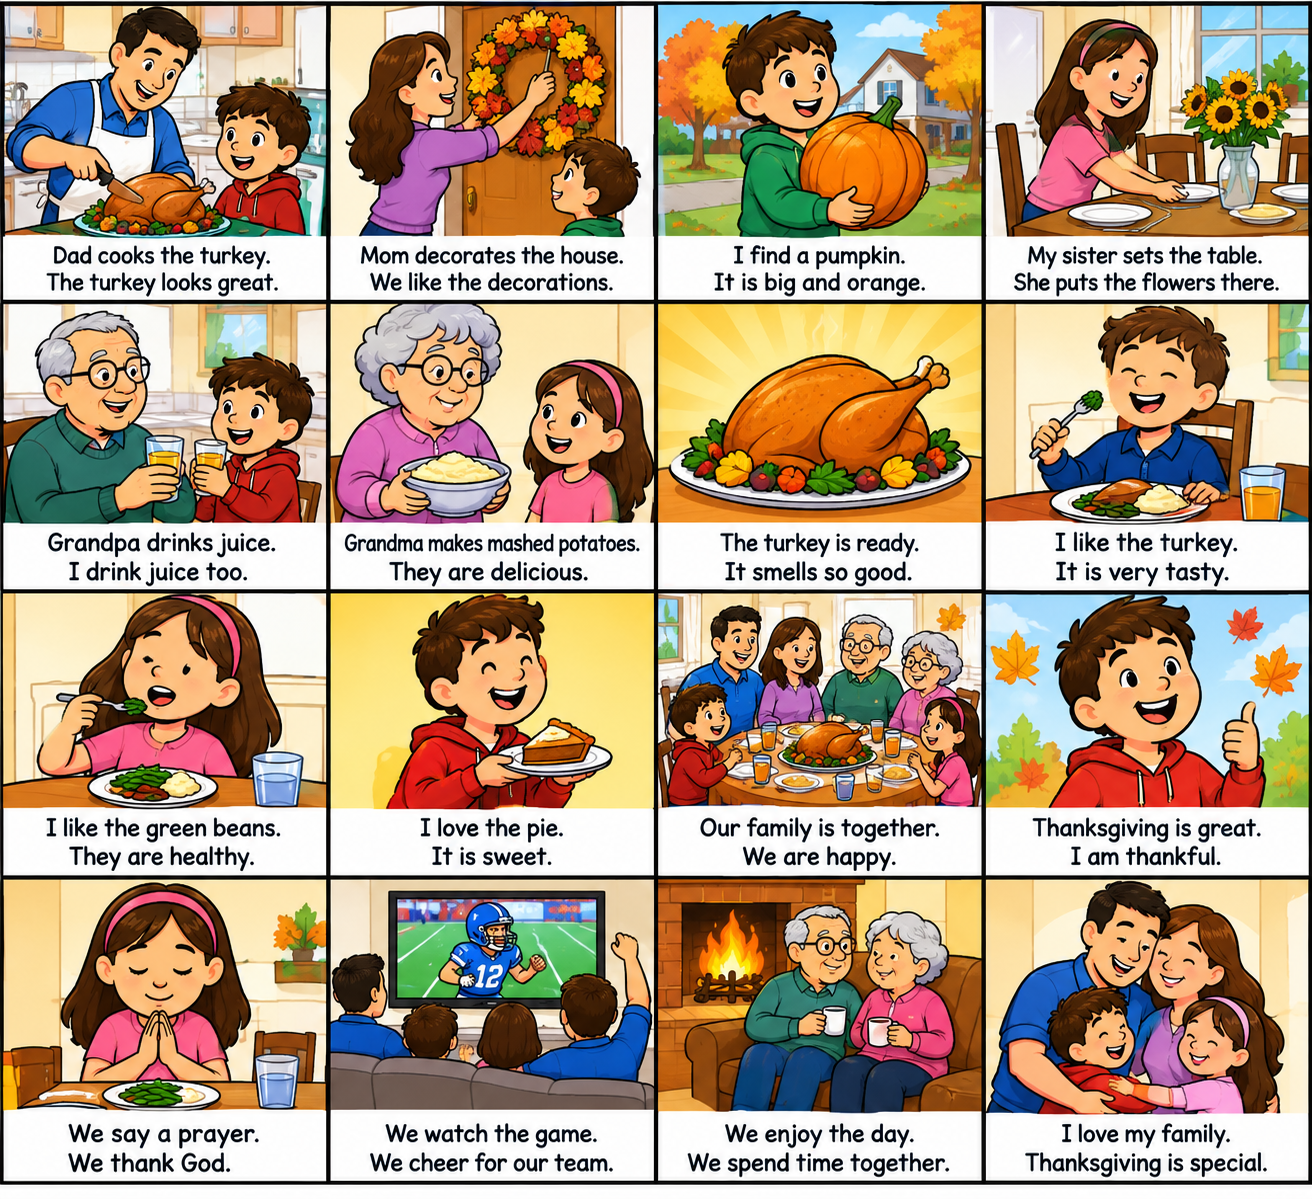 Dad cooks the turkey.
The turkey looks great.
Mom decorates the house.
We like the decorations.
I find a pumpkin.
It is big and orange.
My sister sets the table.
She puts the flowers there.
Grandpa drinks juice.
I drink juice too.
Grandma makes mashed potatoes.
They are delicious.
The turkey is ready.
It smells so good.
I like the turkey.
It is very tasty.
I like the green beans.
They are healthy.
I love the pie.
It is sweet.
Our family is together.
We are happy.
Thanksgiving is great.
I am thankful.
We say a prayer.
We thank God.
12
We watch the game.
We cheer for our team.
We enjoy the day.
We spend time together.
I love my family.
Thanksgiving is special.